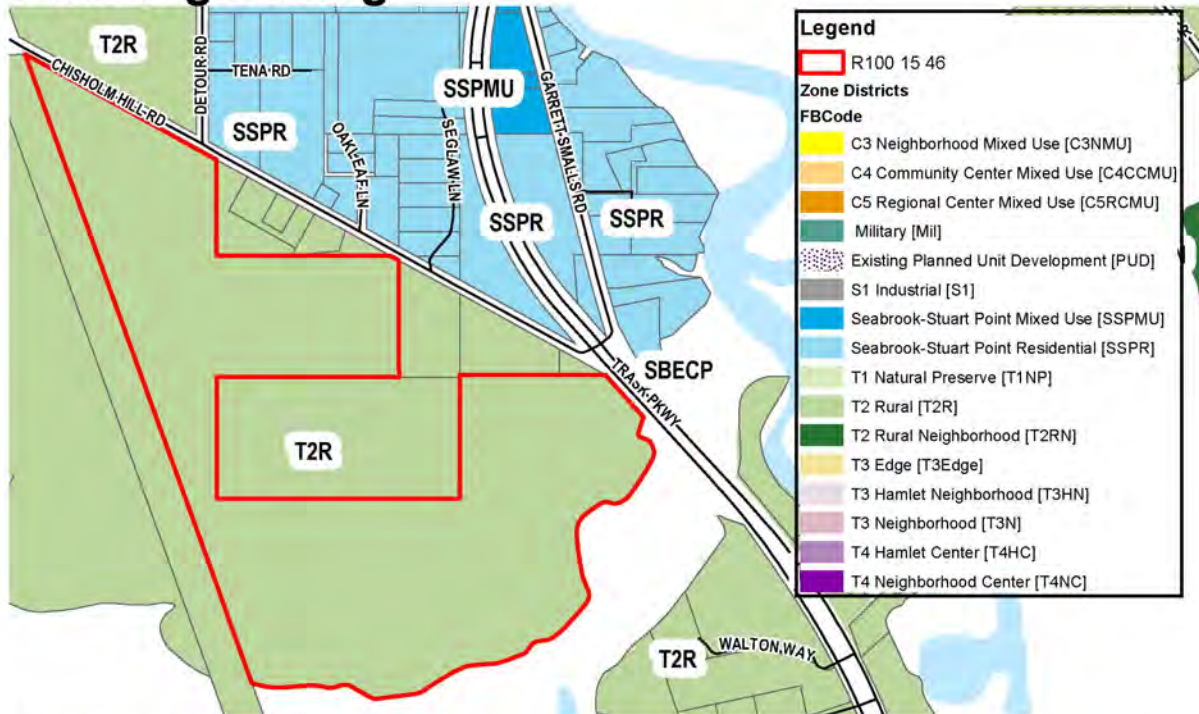 T2R
CHISHOLM HILL RD
DETOUR RD
TENA RD
SSPR
OAKLEAF LN
SEGLAW LN
SSPMU
GARRET T SMALLS RD
SSPR
SSPR
SBECP
TRASK PKWY
T2R
T2R
WALTON WAY
Legend
R100 15 46
Zone Districts
FBCode
C3 Neighborhood Mixed Use [C3NMU]
C4 Community Center Mixed Use [C4CCMU]
C5 Regional Center Mixed Use [C5RCMU]
Military [Mil]
Existing Planned Unit Development [PUD]
S1 Industrial [S1]
Seabrook-Stuart Point Mixed Use [SSPMU]
Seabrook-Stuart Point Residential [SSPR]
T1 Natural Preserve [T1NP]
T2 Rural [T2R]
T2 Rural Neighborhood [T2RN]
T3 Edge [T3Edge]
T3 Hamlet Neighborhood [T3HN]
T3 Neighborhood [T3N]
T4 Hamlet Center [T4HC]
T4 Neighborhood Center [T4NC]